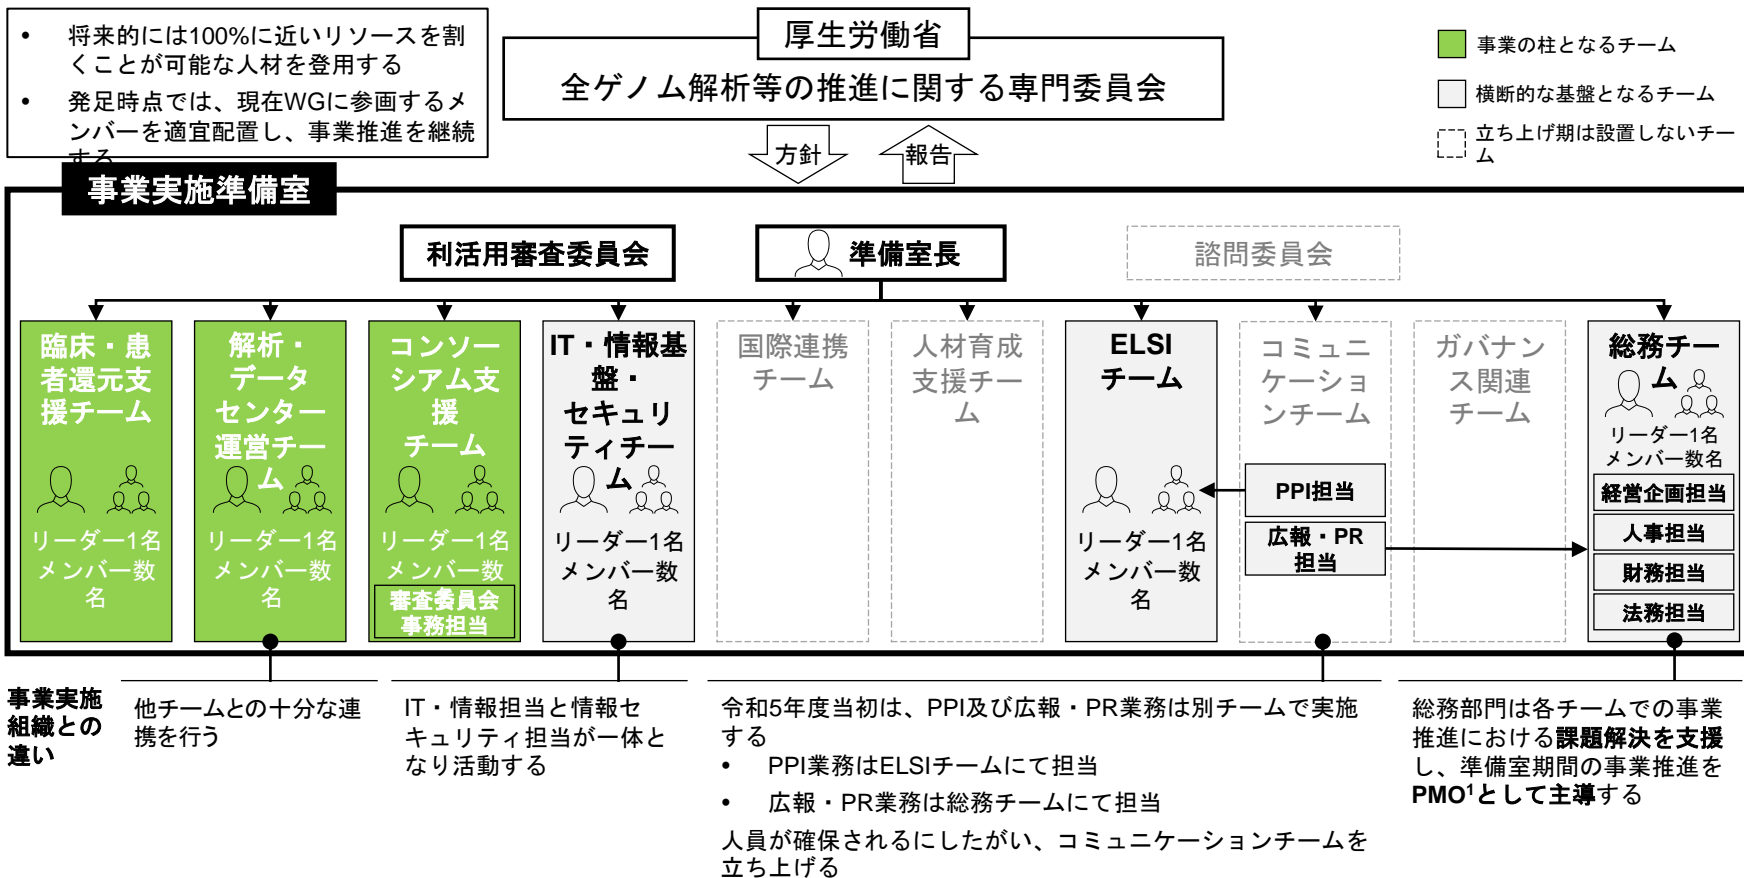 • 将来的には100%に近いリソースを割
くことが可能な人材を登用する
• 発足時点では、現在WGに参画するメ
ンバーを適宜配置し、事業推進を継続
する
厚生労働省
全ゲノム解析等の推進に関する専門委員会
方針
報告
事業の柱となるチーム
横断的な基盤となるチーム
立ち上げ期は設置しないチー
ム
事業実施準備室
利活用審査委員会
準備室長
諮問委員会
臨床・患
者還元支
援チーム
リーダー1名
メンバー数
名
解析・
データ
センター
運営チー
ム
リーダー1名
メンバー数
名
コンソー
シアム支
援
チーム
リーダー1名
メンバー数
名
審査委員会
事務担当
IT・情報基
盤・
セキュリ
ティチー
ム
リーダー1名
メンバー数
名
国際連携
チーム
人材育成
支援チー
ム
ELSI
チーム
リーダー1名
メンバー数
名
コミュニ
ケーショ
ンチーム
PPI担当
広報・PR
担当
ガバナン
ス関連
チーム
総務チー
ム
リーダー1名
メンバー数名
経営企画担当
人事担当
財務担当
法務担当
事業実施
組織との
違い
他チームとの十分な連
携を行う
IT・情報担当と情報セ
キュリティ担当が一体と
なり活動する
令和5年度当初は、PPI及び広報・PR業務は別チームで実施
する
• PPI業務はELSIチームにて担当
• 広報・PR業務は総務チームにて担当
人員が確保されるにしたがい、コミュニケーションチームを
立ち上げる
総務部門は各チームでの事業
推進における課題解決を支援
し、準備室期間の事業推進を
PMO¹として主導する